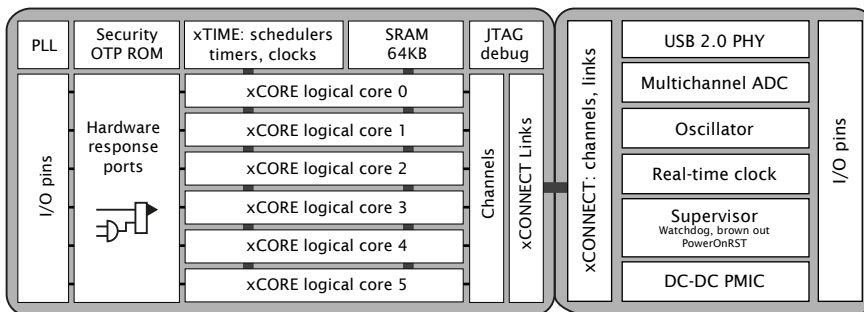 PLL
Security
OTP ROM
xTIME: schedulers
timers, clocks
SRAM
64KB
JTAG
debug
I/O pins
Hardware
response
ports
xCORE logical core 0
xCORE logical core 1
xCORE logical core 2
xCORE logical core 3
xCORE logical core 4
xCORE logical core 5
Channels
xCONNECT Links
xCONNECT: channels, links
USB 2.0 PHY
Multichannel ADC
Oscillator
Real-time clock
Supervisor
Watchdog, brown out
PowerOnRST
DC-DC PMIC
I/O pins